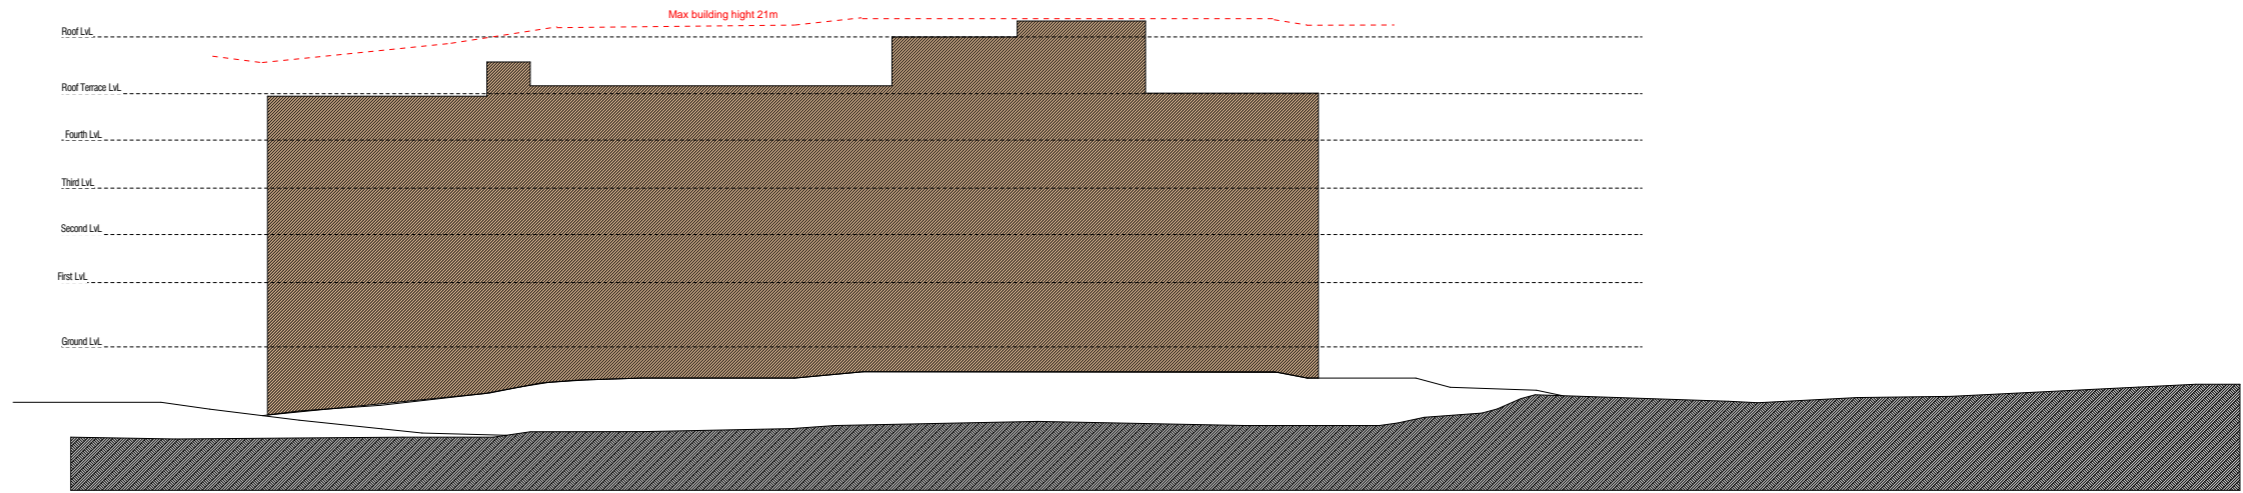 Max building hight 21m
Roof LvL
Roof Terrace LvL
Fourth LvL
Third LvL
Second LvL
First LvL
Ground LvL